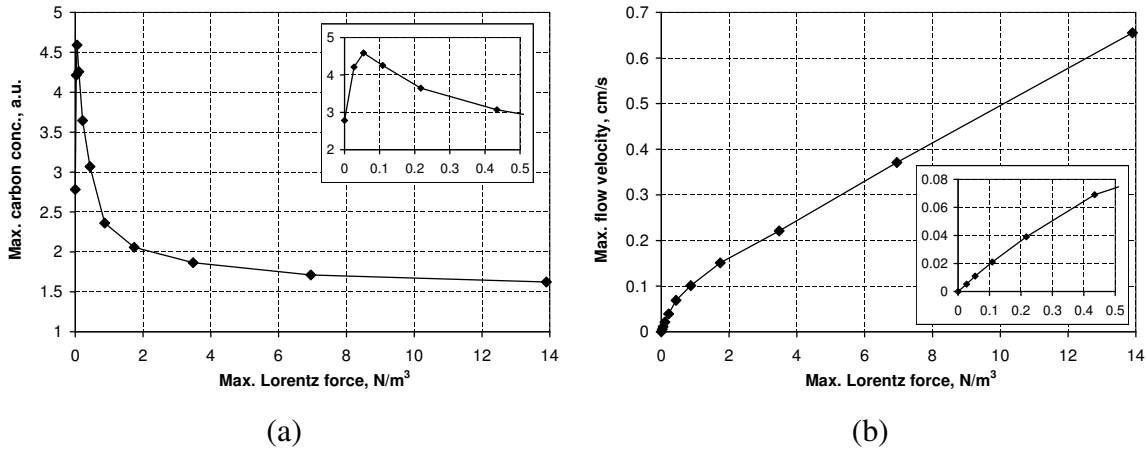 5
4.5
4
3.5
3
2.5
2
1.5
1
0 2 4 6 8 10 12 14
Max. carbon conc., a.u.
Max. Lorentz force, N/m³
5
4
3
2
0 0.1 0.2 0.3 0.4 0.5
(a)
0.7
0.6
0.5
0.4
0.3
0.2
0.1
0
0 2 4 6 8 10 12 14
Max. flow velocity, cm/s
Max. Lorentz force, N/m³
0.08
0.06
0.04
0.02
0
0 0.1 0.2 0.3 0.4 0.5
(b)